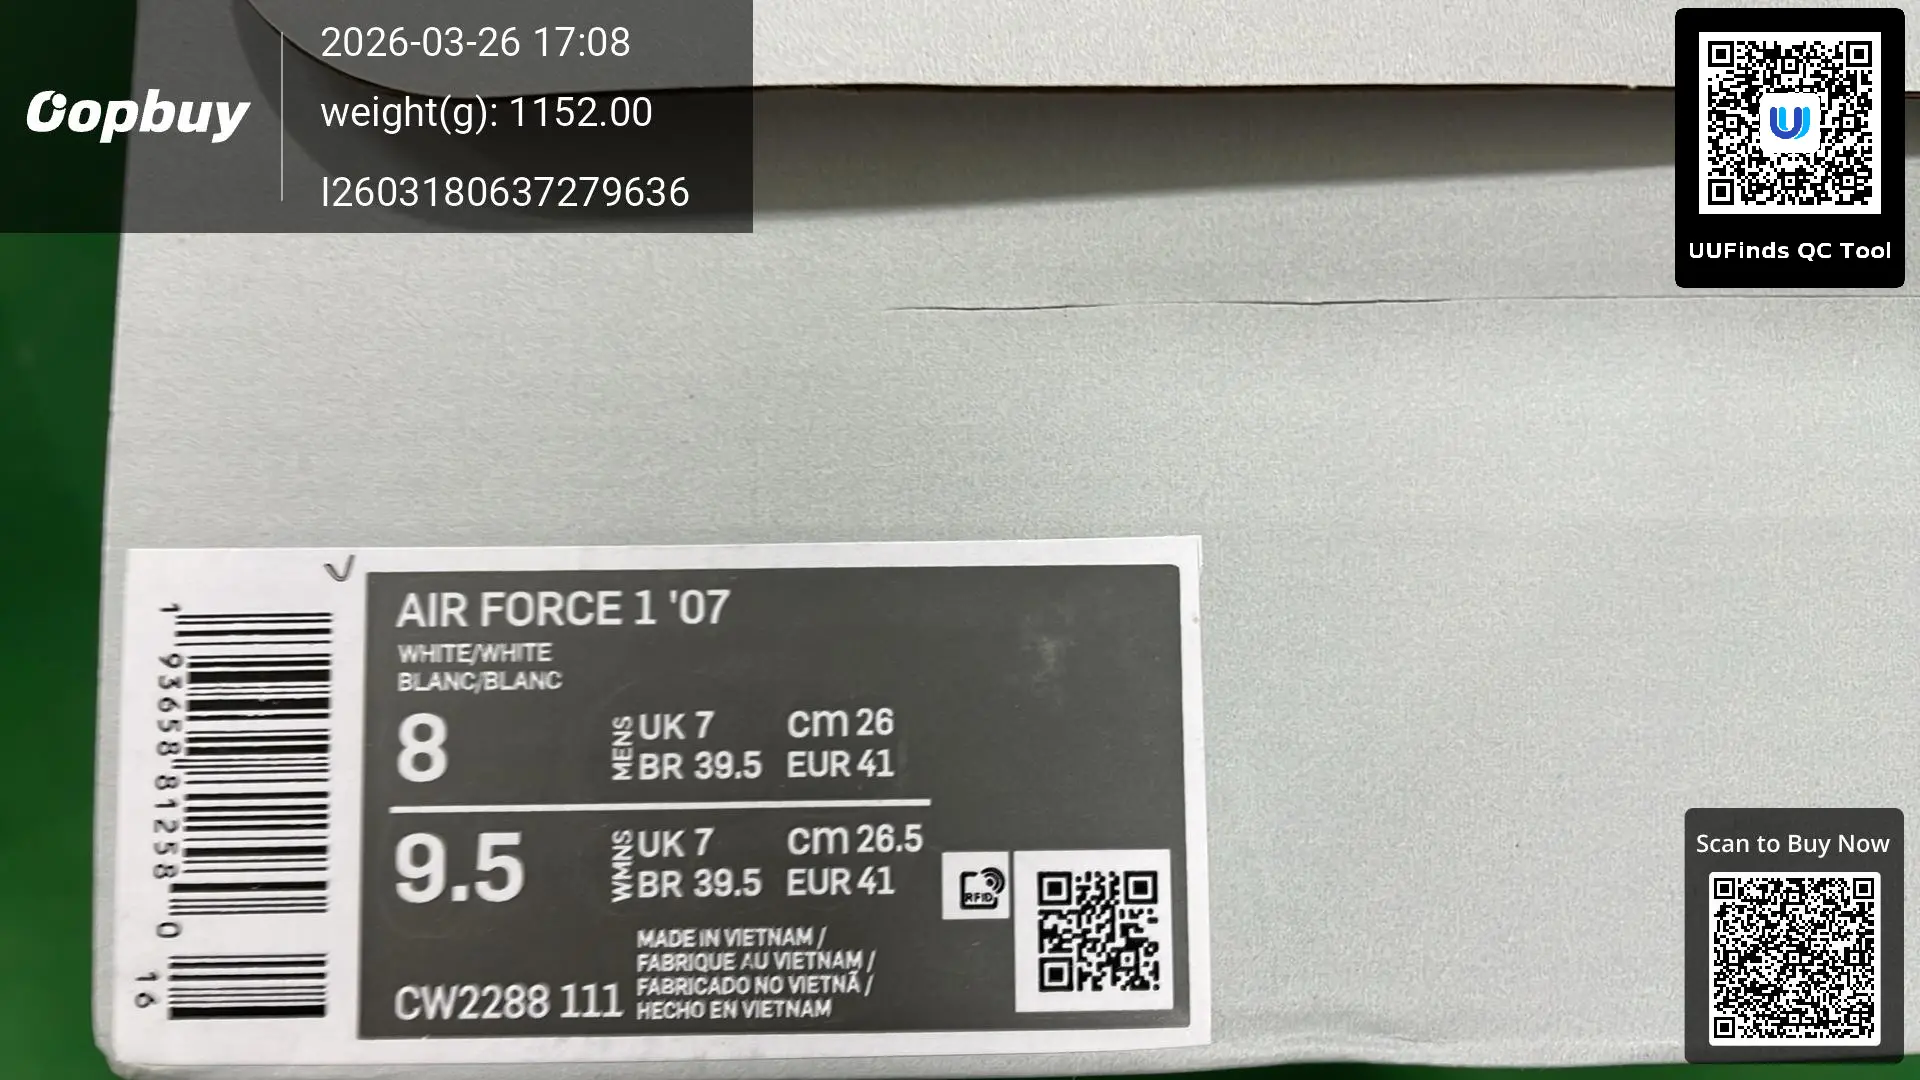 Oopbuy
2026-03-26 17:08
weight(g): 1152.00
I2603180637279636
UUFinds QC Tool
AIR FORCE 1 '07
WHITE/WHITE
BLANC/BLANC
8
MENS
UK 7 cm 26
BR 39.5 EUR 41
9.5
WMNS
UK 7 cm 26.5
BR 39.5 EUR 41
RFID
MADE IN VIETNAM /
FABRIQUE AU VIETNAM /
FABRICADO NO VIETNÃ /
HECHO EN VIETNAM
CW2288 111
1 93658 81258 0
16
Scan to Buy Now